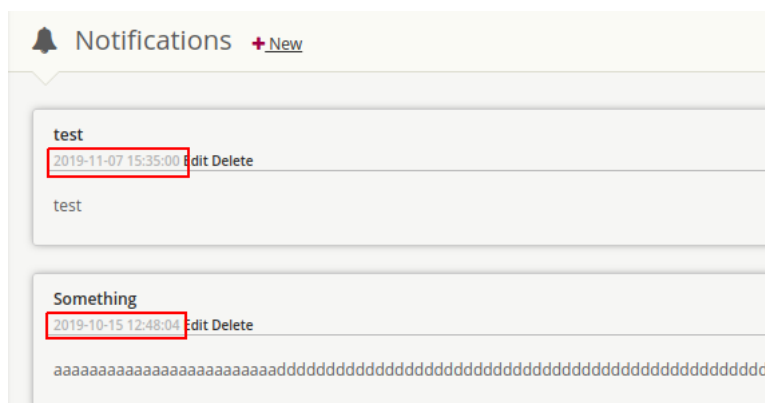 Notifications +New
test
2019-11-07 15:35:00 Edit Delete
test
Something
2019-10-15 12:48:04 Edit Delete